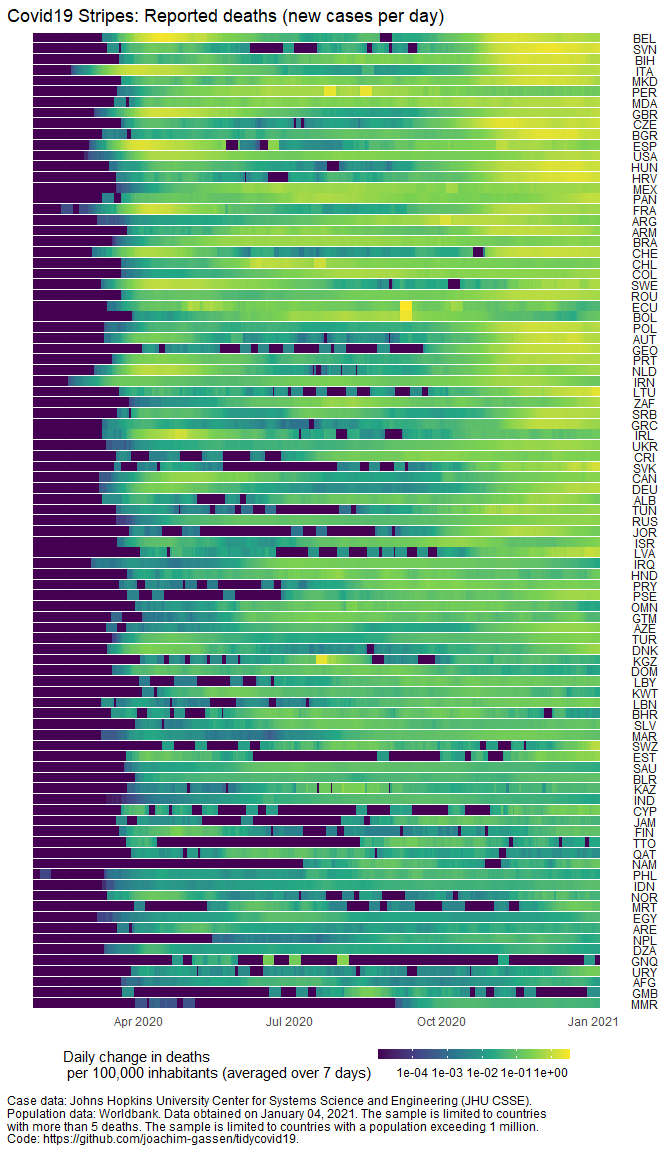 Covid19 Stripes: Reported deaths (new cases per day)
BEL
SVN
BIH
ITA
MKD
PER
MDA
GBR
CZE
BGR
ESP
USA
HUN
HRV
MEX
PAN
FRA
ARG
ARM
BRA
CHE
CHL
COL
SWE
ROU
ECU
BOL
POL
AUT
GEO
PRT
NLD
IRN
LTU
ZAF
SRB
GRC
IRL
UKR
CRI
SVK
CAN
DEU
ALB
TUN
RUS
JOR
ISR
LVA
IRQ
HND
PRY
PSE
OMN
GTM
AZE
TUR
DNK
KGZ
DOM
LBY
KWT
LBN
BHR
SLV
MAR
SWZ
EST
SAU
BLR
KAZ
IND
CYP
JAM
FIN
TTO
QAT
NAM
PHL
IDN
NOR
MRT
EGY
ARE
NPL
DZA
GNQ
URY
AFG
GMB
MMR
Apr 2020 Jul 2020 Oct 2020 Jan 2021
Daily change in deaths
per 100,000 inhabitants (averaged over 7 days)
1e-04 1e-03 1e-02 1e-01 1e+00
Case data: Johns Hopkins University Center for Systems Science and Engineering (JHU CSSE).
Population data: Worldbank. Data obtained on January 04, 2021. The sample is limited to countries
with more than 5 deaths. The sample is limited to countries with a population exceeding 1 million.
Code: https://github.com/joachim-gassen/tidycovid19.